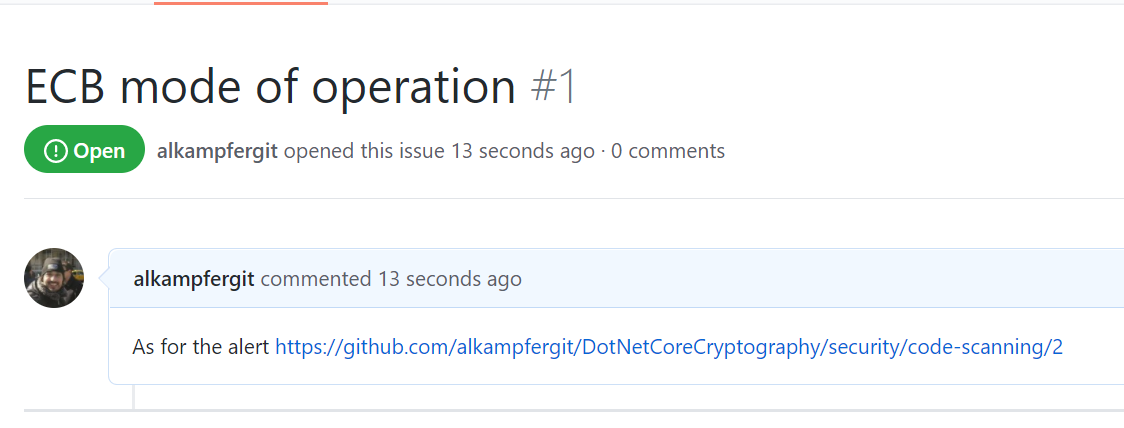 ECB mode of operation #1
Open alkampfergit opened this issue 13 seconds ago · 0 comments
alkampfergit commented 13 seconds ago
As for the alert https://github.com/alkampfergit/DotNetCoreCryptography/security/code-scanning/2